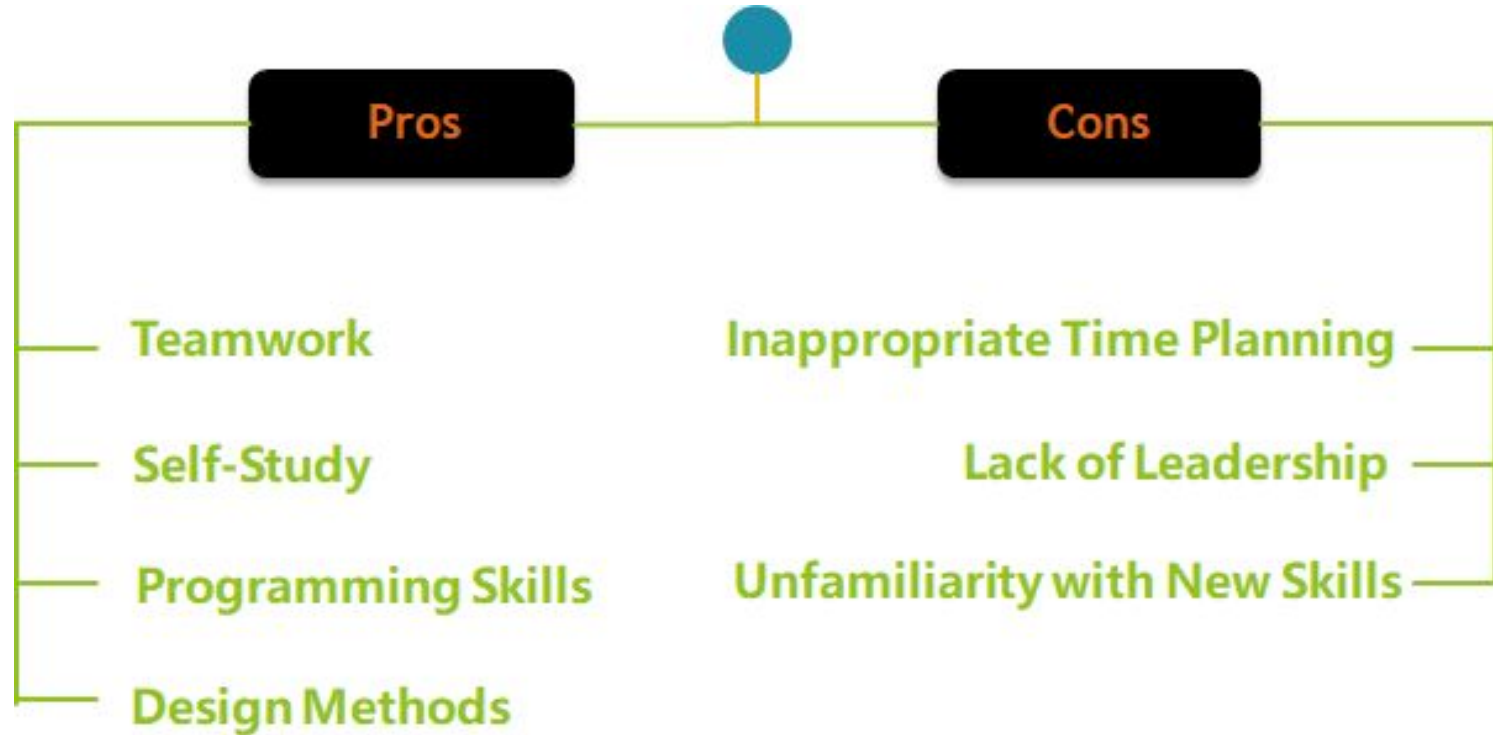 Pros
Cons
Teamwork
Self-Study
Programming Skills
Design Methods
Inappropriate Time Planning
Lack of Leadership
Unfamiliarity with New Skills